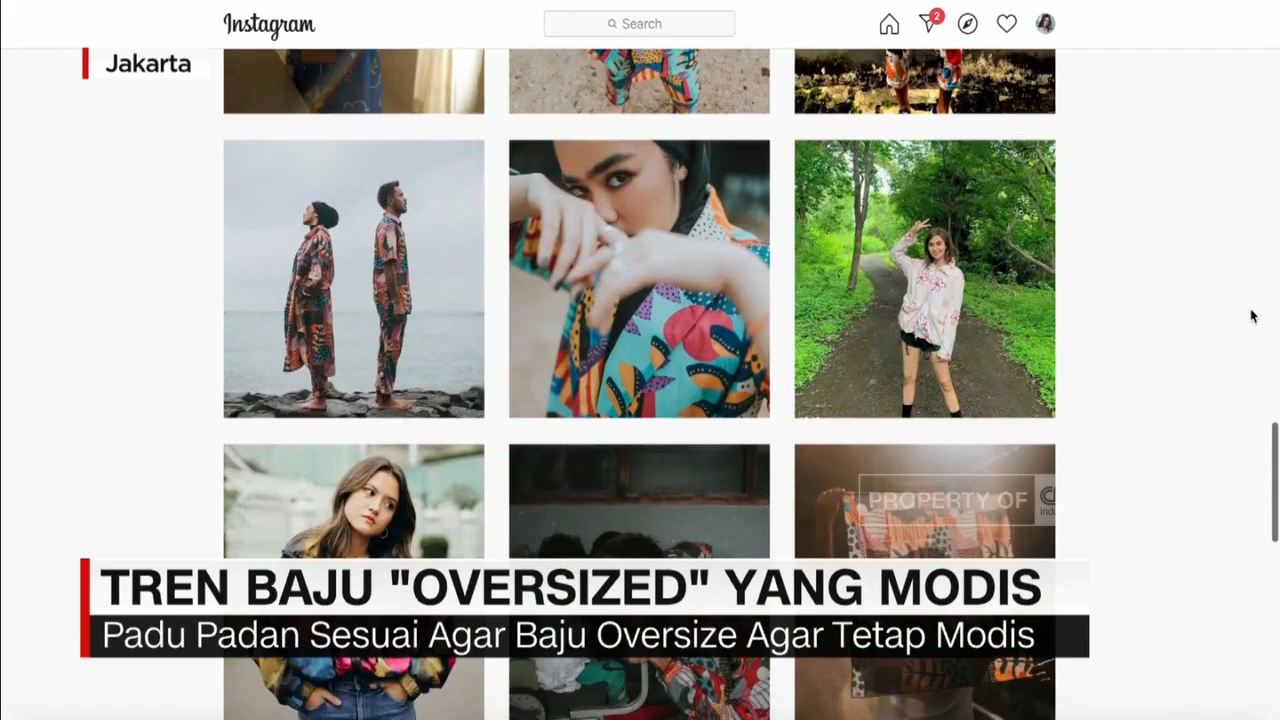 Instagram
Search
2
Jakarta
PROPERTY OF
TREN BAJU "OVERSIZED" YANG MODIS
Padu Padan Sesuai Agar Baju Oversize Agar Tetap Modis